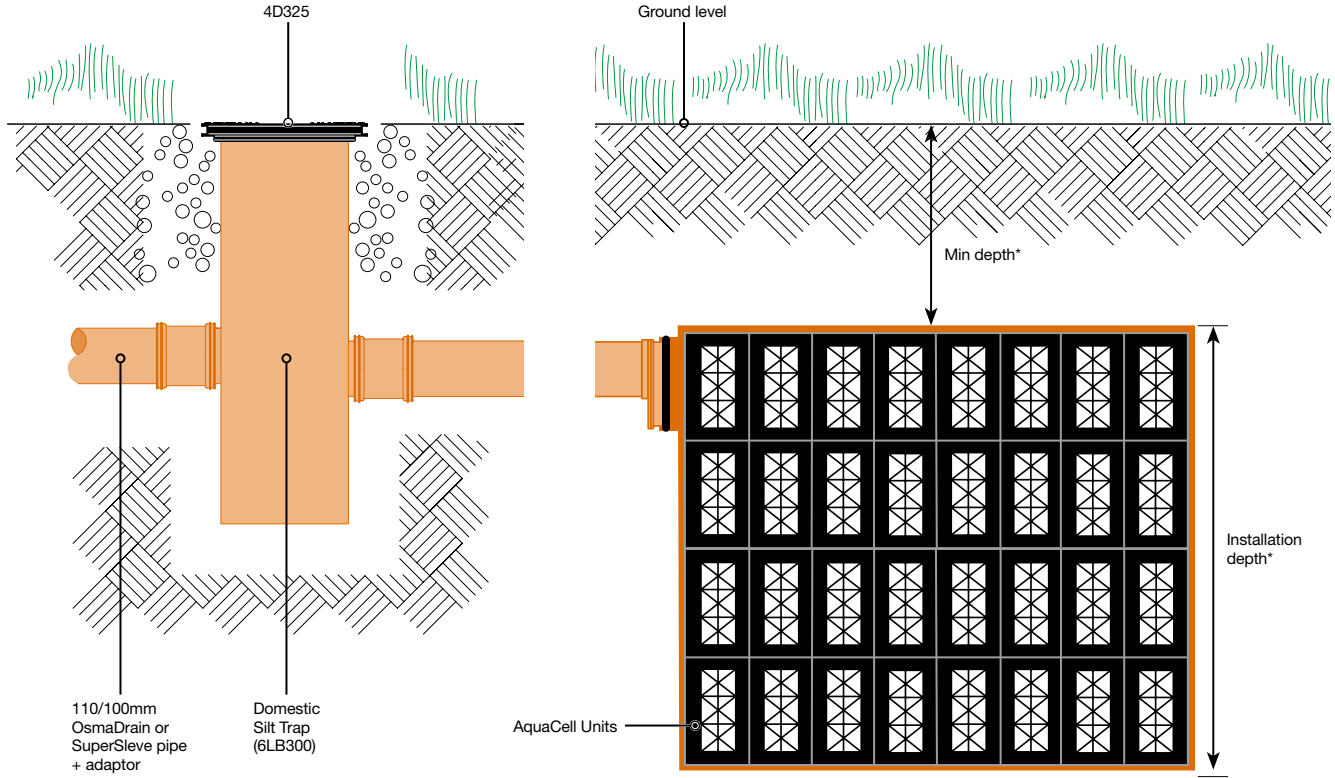 4D325
Ground level
Min depth*
Installation
depth*
AquaCell Units
110/100mm
OsmaDrain or
SuperSleve pipe
+ adaptor
Domestic
Silt Trap
(6LB300)